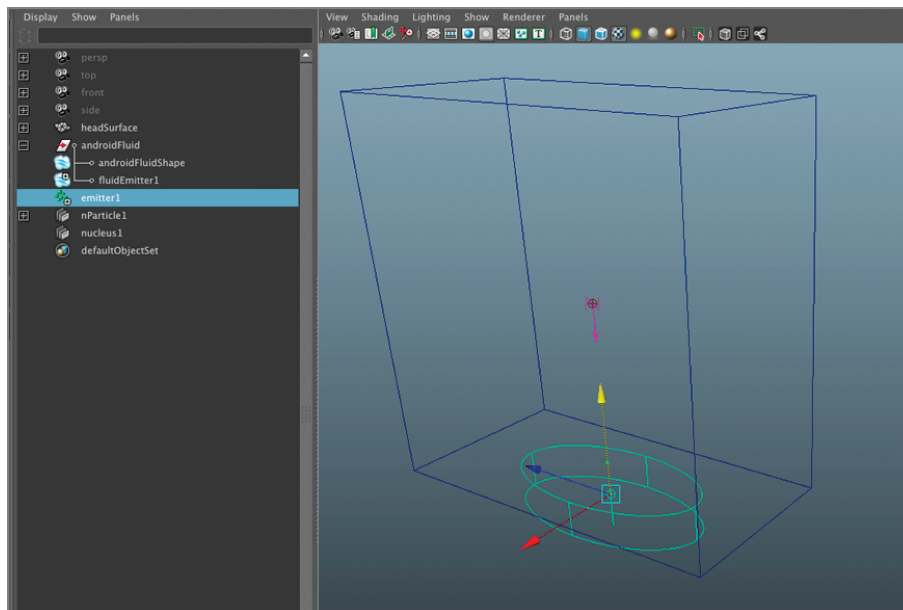 Display Show Panels
View Shading Lighting Show Renderer Panels
persp
top
front
side
headSurface
androidFluid
androidFluidShape
fluidEmitter1
emitter1
nParticle1
nucleus1
defaultObjectSet